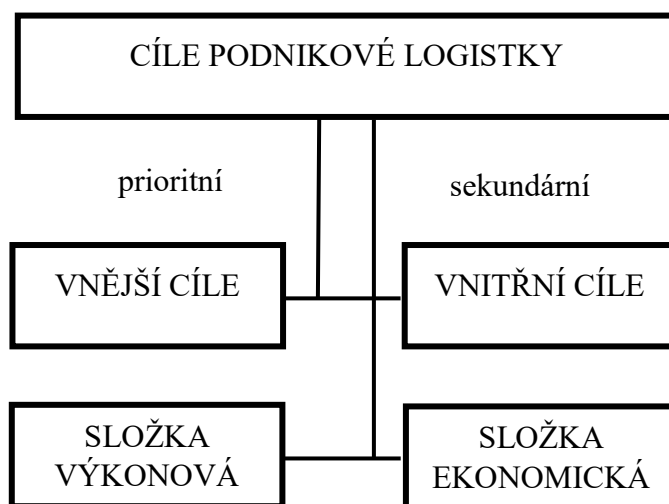 CÍLE PODNIKOVÉ LOGISTKY
prioritní
sekundární
VNĚJŠÍ CÍLE
VNITŘNÍ CÍLE
SLOŽKA
VÝKONOVÁ
SLOŽKA
EKONOMICKÁ